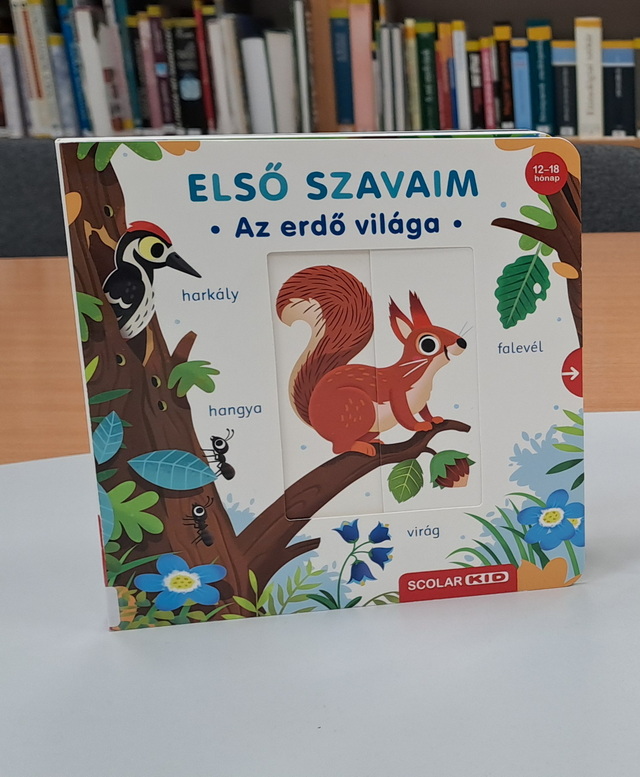 ELSŐ SZAVAIM
• Az erdő világa •
12–18
hónap
harkály
falevél
hangya
virág
SCOLAR KID